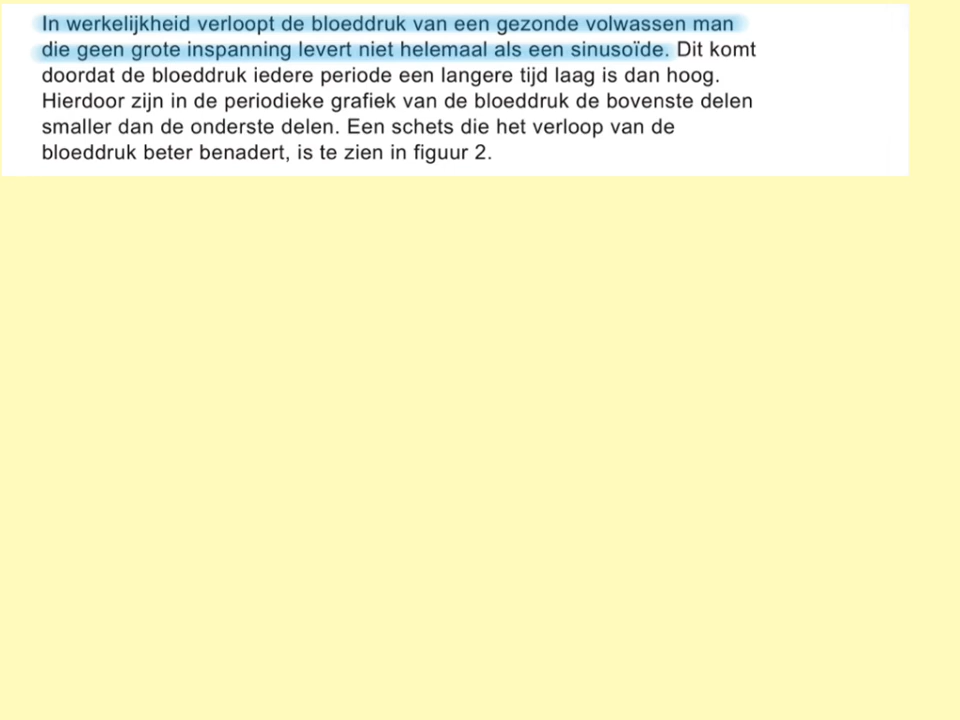 In werkelijkheid verloopt de bloeddruk van een gezonde volwassen man
die geen grote inspanning levert niet helemaal als een sinusoïde. Dit komt
doordat de bloeddruk iedere periode een langere tijd laag is dan hoog.
Hierdoor zijn in de periodieke grafiek van de bloeddruk de bovenste delen
smaller dan de onderste delen. Een schets die het verloop van de
bloeddruk beter benadert, is te zien in figuur 2.